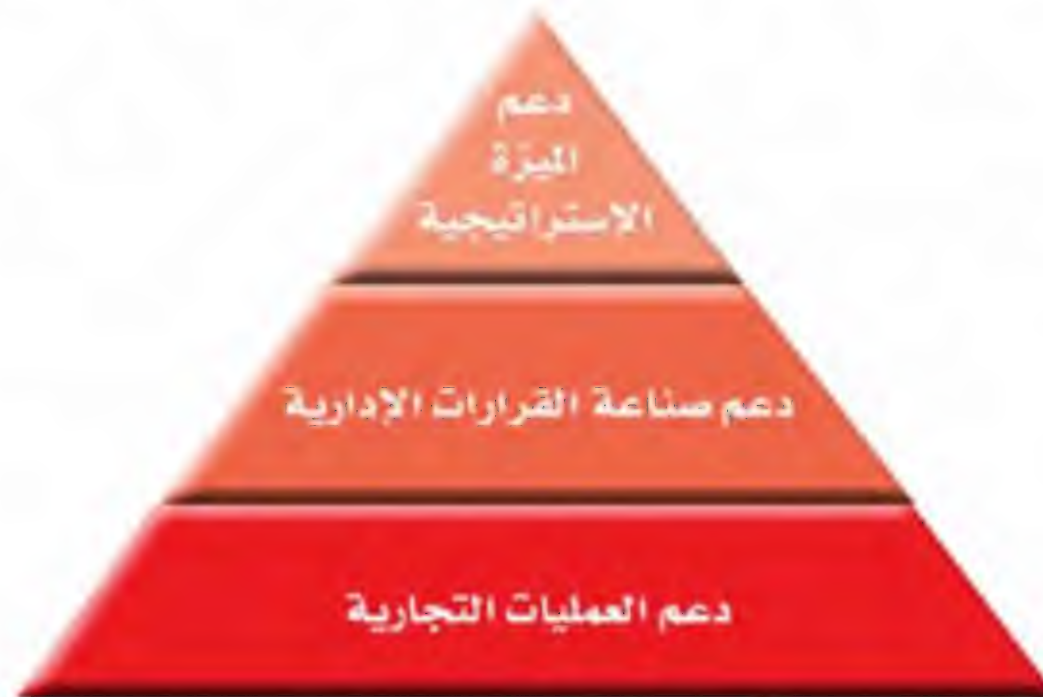 دعم
الميزة
الاستراتيجية
دعم صناعة القرارات الإدارية
دعم العمليات التجارية